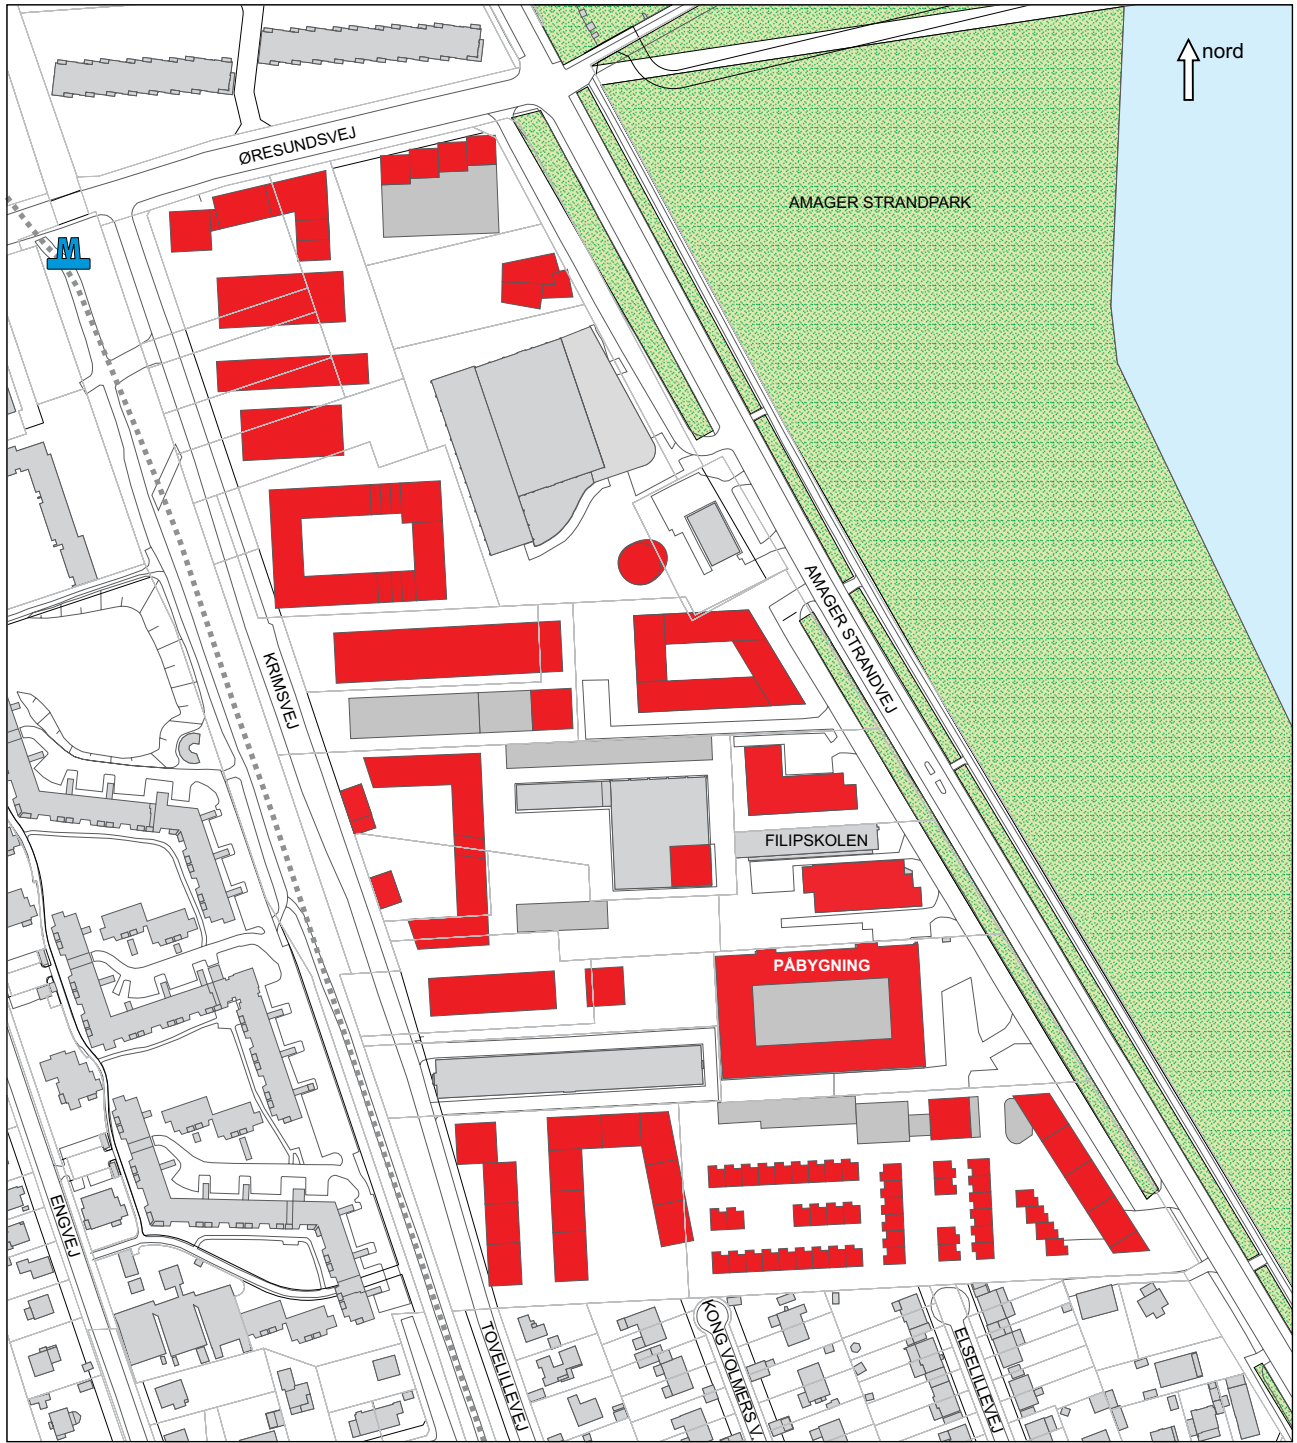 nord
ØRESUNDSVEJ
AMAGER STRANDPARK
M
AMAGER STRANDVEJ
KRIMSVEJ
FILIPSKOLEN
PÅBYGNING
ENGVEJ
TOVELILLEVEJ
KONG VOLMERS V.
ELSELILLEVEJ